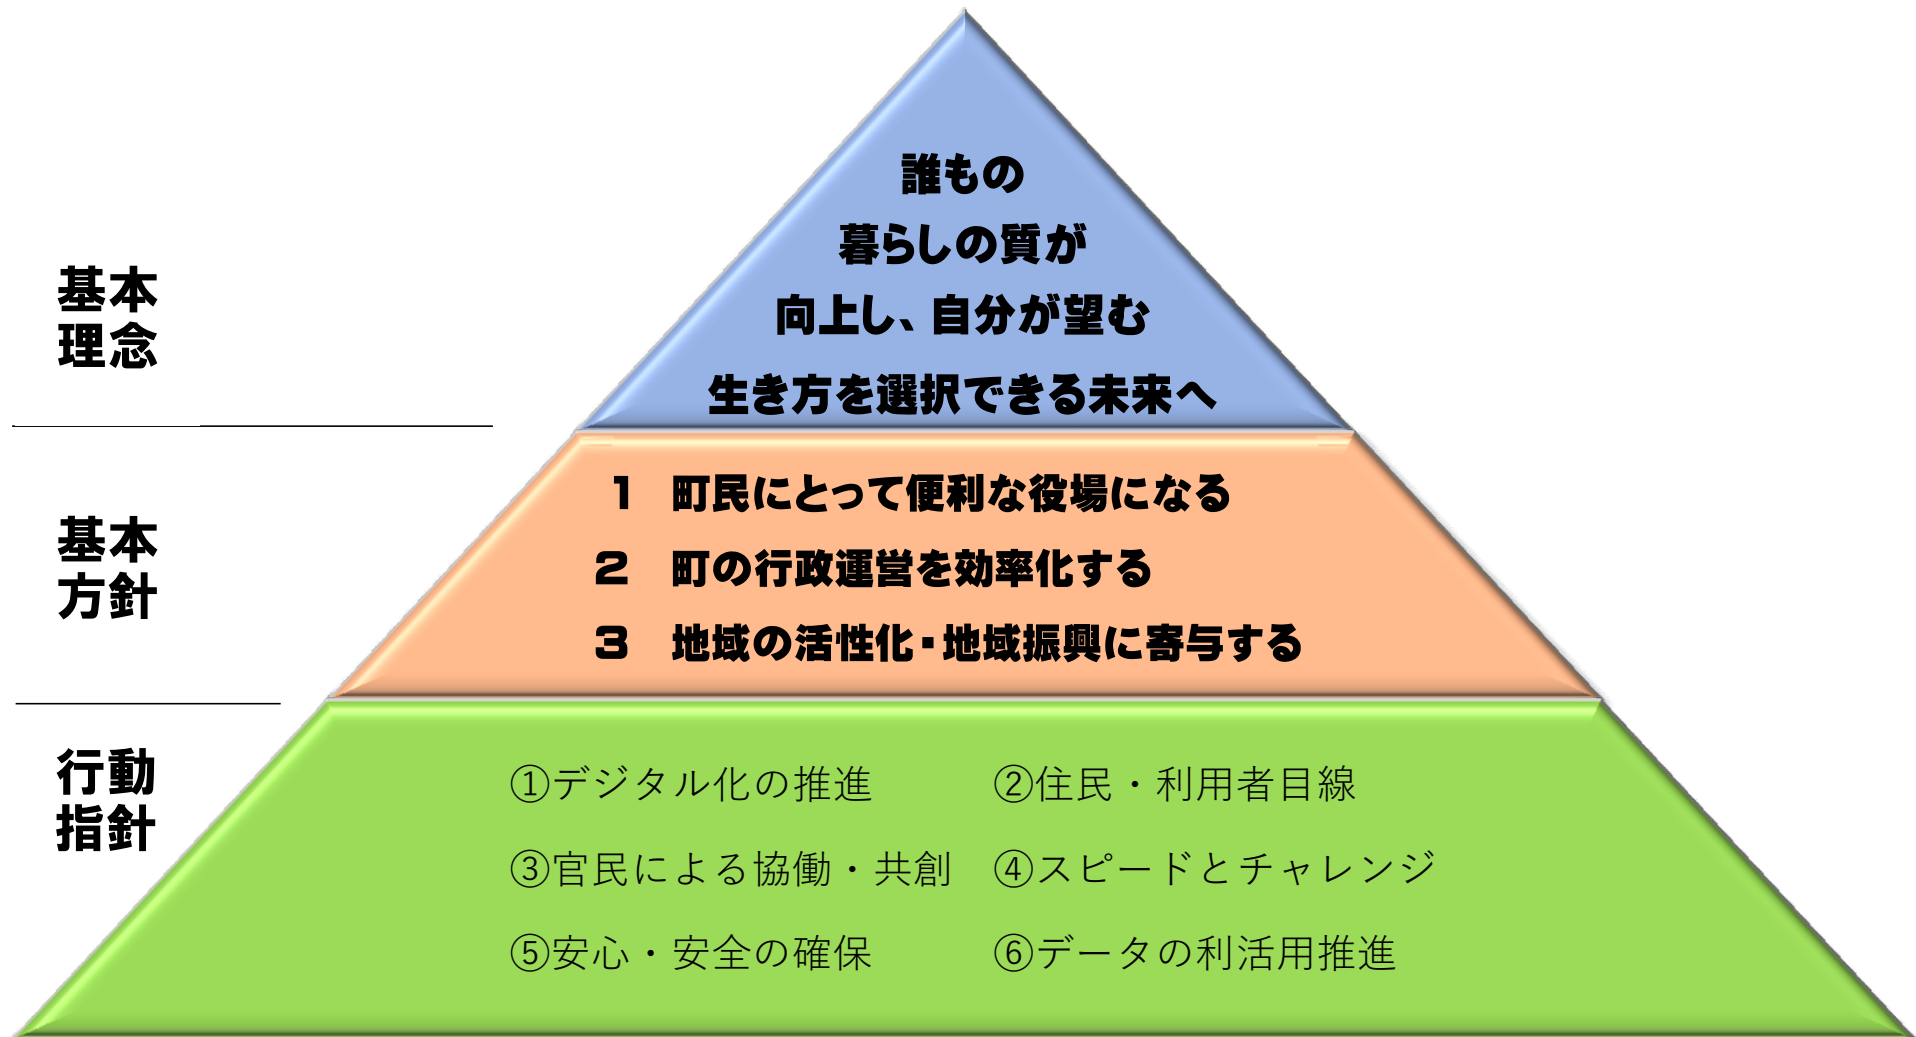 基本
理念
誰もの
暮らしの質が
向上し、自分が望む
生き方を選択できる未来へ
基本
方針
1　町民にとって便利な役場になる
2　町の行政運営を効率化する
3　地域の活性化・地域振興に寄与する
行動
指針
①デジタル化の推進　②住民・利用者目線
③官民による協働・共創　④スピードとチャレンジ
⑤安心・安全の確保　⑥データの利活用推進